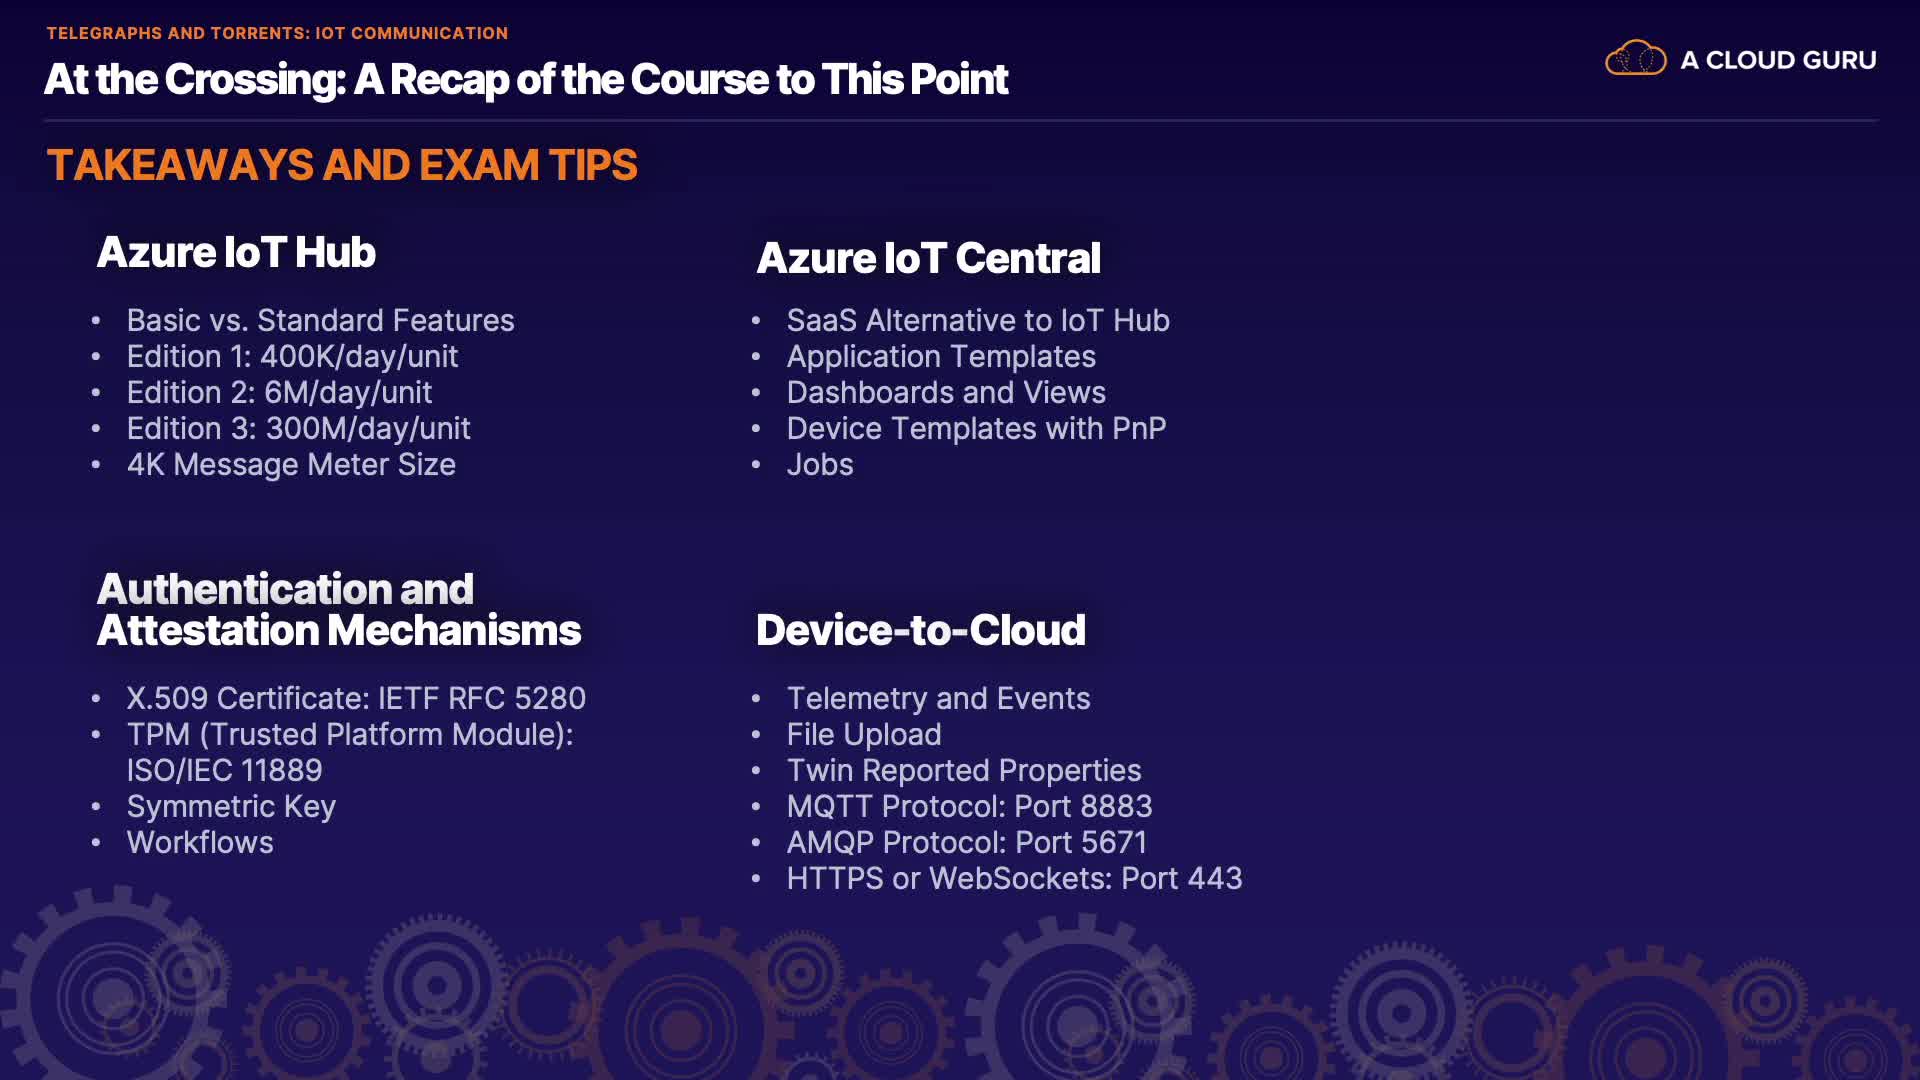 TELEGRAPHS AND TORRENTS: IOT COMMUNICATION
At the Crossing: A Recap of the Course to This Point
A CLOUD GURU
TAKEAWAYS AND EXAM TIPS
Azure IoT Hub
• Basic vs. Standard Features
• Edition 1: 400K/day/unit
• Edition 2: 6M/day/unit
• Edition 3: 300M/day/unit
• 4K Message Meter Size
Azure IoT Central
• SaaS Alternative to IoT Hub
• Application Templates
• Dashboards and Views
• Device Templates with PnP
• Jobs
Authentication and
Attestation Mechanisms
• X.509 Certificate: IETF RFC 5280
• TPM (Trusted Platform Module):
ISO/IEC 11889
• Symmetric Key
• Workflows
Device-to-Cloud
• Telemetry and Events
• File Upload
• Twin Reported Properties
• MQTT Protocol: Port 8883
• AMQP Protocol: Port 5671
• HTTPS or WebSockets: Port 443